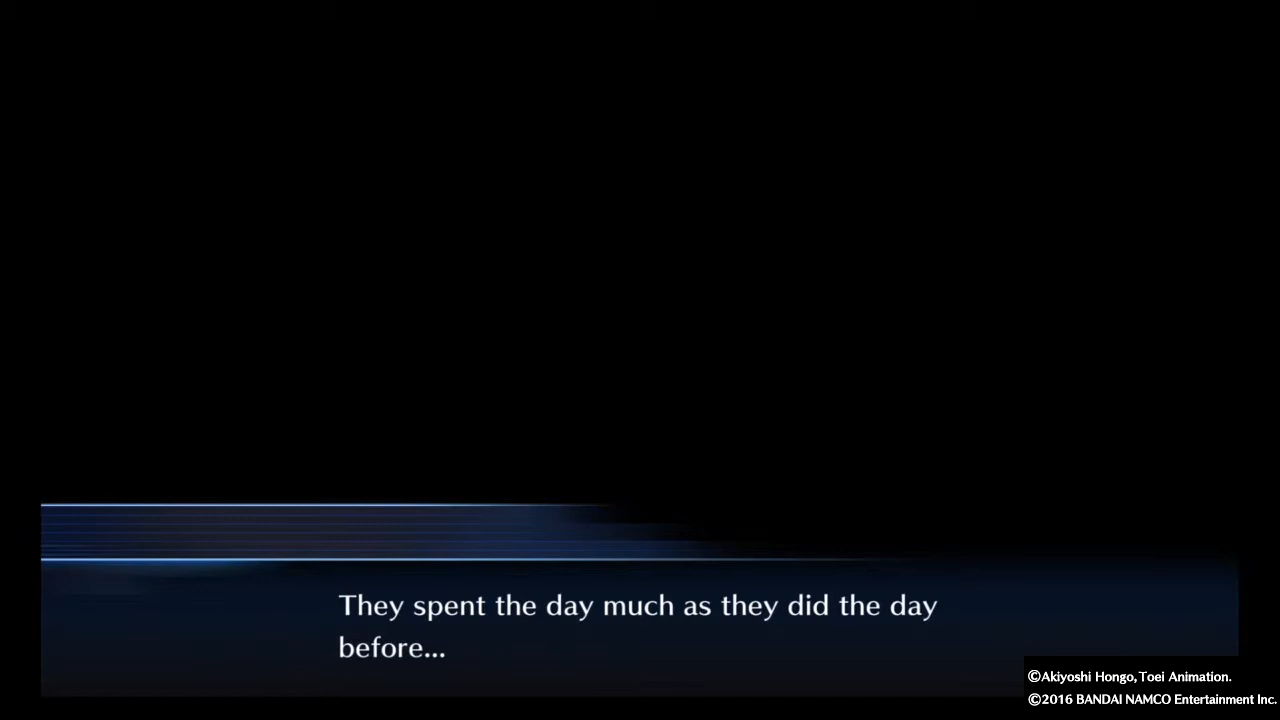 They spent the day much as they did the day
before...
©Akiyoshi Hongo, Toei Animation.
©2016 BANDAI NAMCO Entertainment Inc.